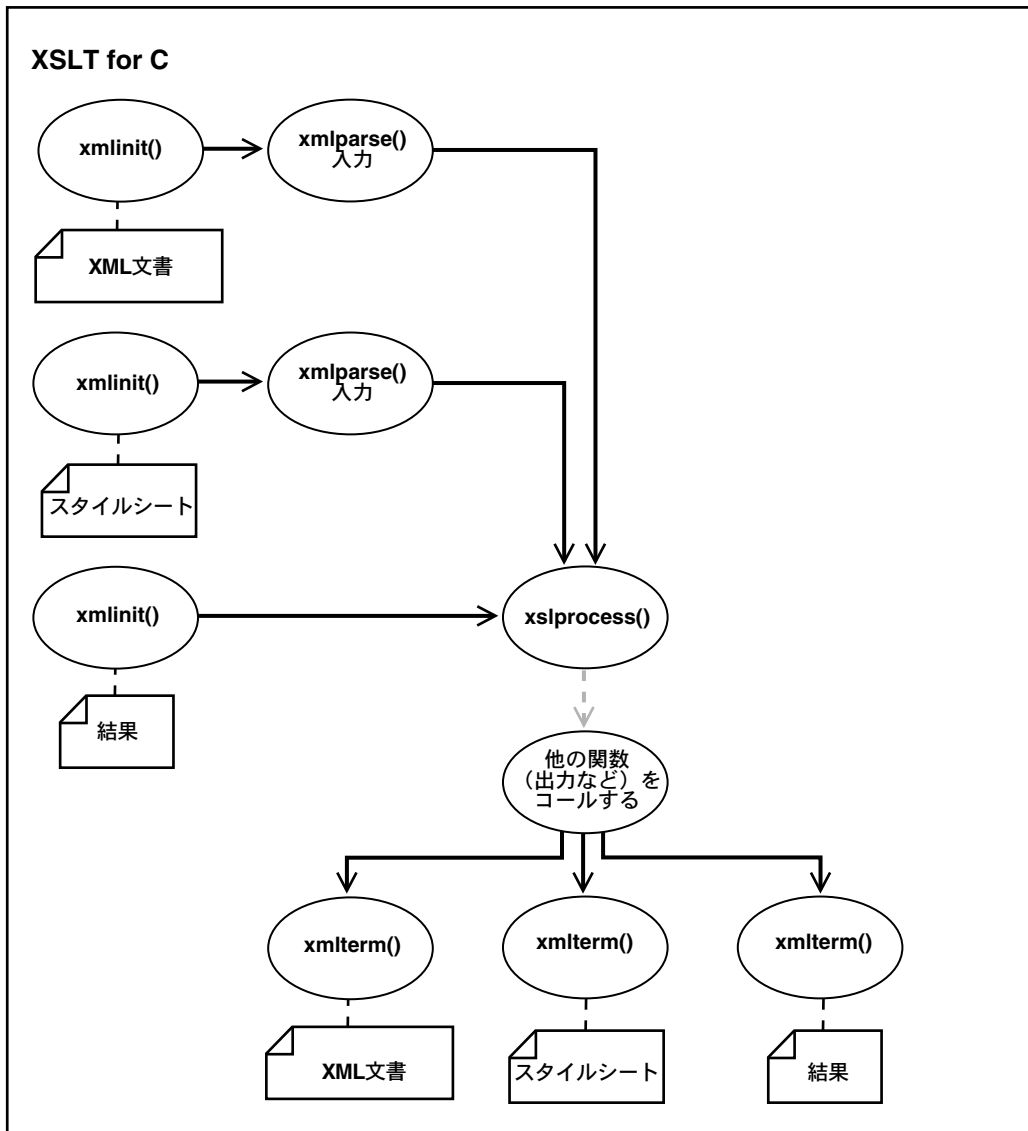 XSLT for C
xmlinit()
xmlparse()
入力
XML文書
xmlinit()
xmlparse()
入力
スタイルシート
xmlinit()
xslprocess()
結果
他の関数
（出力など）を
コールする
xmlterm()
xmlterm()
xmlterm()
XML文書
スタイルシート
結果